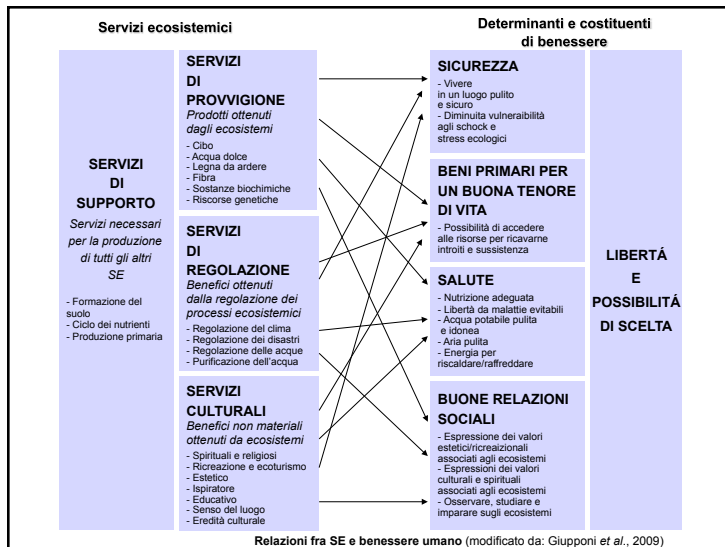 Servizi ecosistemici
Determinanti e costituenti
di benessere
SERVIZI
DI
SUPPORTO
Servizi necessari
per la produzione
di tutti gli altri
SE
- Formazione del
suolo
- Ciclo dei nutrienti
- Produzione primaria
SERVIZI
DI
PROVVIGIONE
Prodotti ottenuti
dagli ecosistemi
- Cibo
- Acqua dolce
- Legna da ardere
- Fibra
- Sostanze biochimiche
- Riscorse genetiche
SERVIZI
DI
REGOLAZIONE
Benefici ottenuti
dalla regolazione dei
processi ecosistemici
- Regolazione del clima
- Regolazione dei disastri
- Regolazione delle acque
- Purificazione dell'acqua
SERVIZI
CULTURALI
Benefici non materiali
ottenuti da ecosistemi
- Spirituali e religiosi
- Ricreazione e ecoturismo
- Estetico
- Ispiratore
- Educativo
- Senso del luogo
- Eredità culturale
SICUREZZA
- Vivere
in un luogo pulito
e sicuro
- Diminuita vulneraibilità
agli schock e
stress ecologici
BENI PRIMARI PER
UN BUONA TENORE
DI VITA
- Possibilità di accedere
alle risorse per ricavarne
introiti e sussistenza
SALUTE
- Nutrizione adeguata
- Libertà da malattie evitabili
- Acqua potabile pulita
e idonea
- Aria pulita
- Energia per
riscaldare/raffreddare
BUONE RELAZIONI
SOCIALI
- Espressione dei valori
estetici/ricreaizionali
associati agli ecosistemi
- Espressioni dei valori
culturali e spirituali
associati agli ecosistemi
- Osservare, studiare e
imparare sugli ecosistemi
LIBERTÁ
E
POSSIBILITÁ
DI SCELTA
Relazioni fra SE e benessere umano (modificato da: Giupponi et al., 2009)